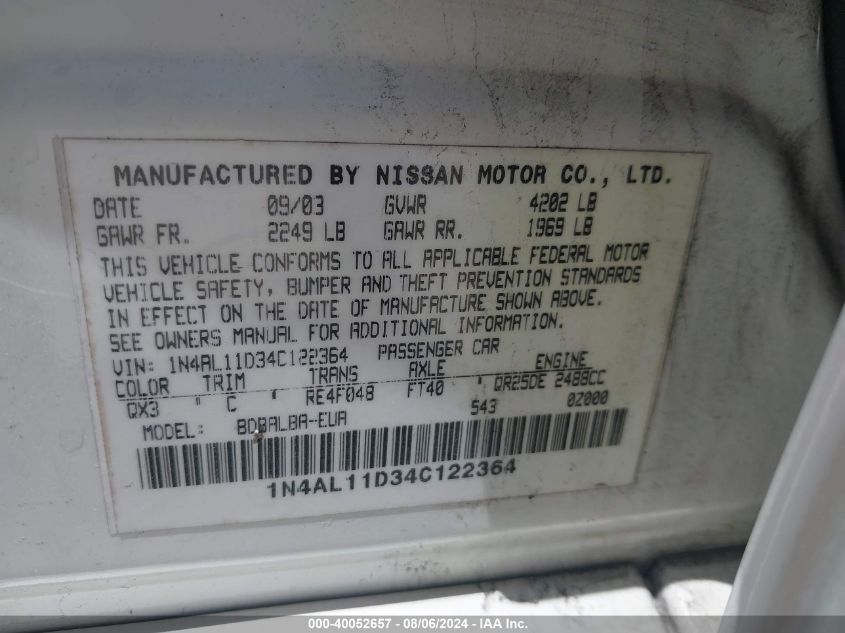 MANUFACTURED BY NISSAN MOTOR CO., LTD.
DATE 09/03 GVWR 4202 LB
GAWR FR. 2249 LB GAWR RR. 1969 LB
THIS VEHICLE CONFORMS TO ALL APPLICABLE FEDERAL MOTOR
VEHICLE SAFETY, BUMPER AND THEFT PREVENTION STANDARDS
IN EFFECT ON THE DATE OF MANUFACTURE SHOWN ABOVE.
SEE OWNERS MANUAL FOR ADDITIONAL INFORMATION.
VIN: 1N4AL11D34C122364 PASSENGER CAR
COLOR TRIM TRANS AXLE ENGINE
QX3 " C " RE4F04B FT40 " QR25DE 2488CC
543 0Z000
MODEL: BDBALBA-EUA
1N4AL11D34C122364
000-40052657 - 08/06/2024 - IAA Inc.